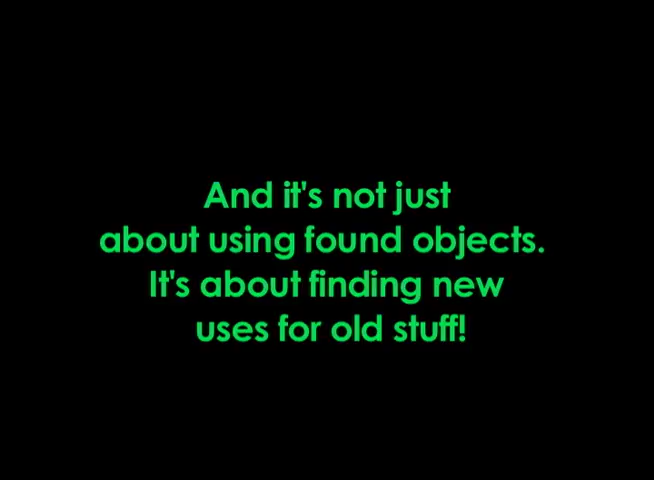 And it's not just
about using found objects.
It's about finding new
uses for old stuff!